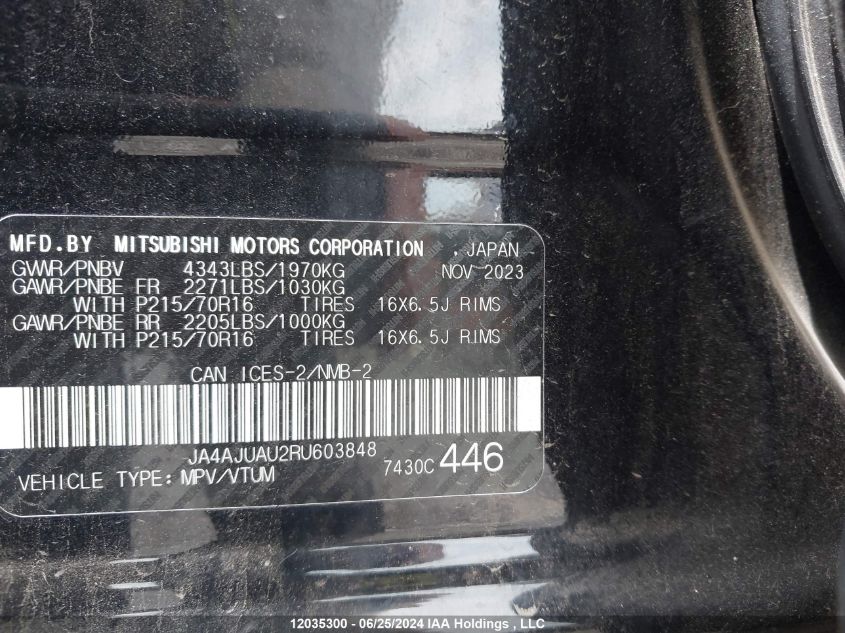 MFD.BY MITSUBISHI MOTORS CORPORATION , JAPAN
GVWR/PNBV 4343LBS/1970KG NOV 2023
GAWR/PNBE FR 2271LBS/1030KG
WITH P215/70R16 TIRES 16X6.5J RIMS
GAWR/PNBE RR 2205LBS/1000KG
WITH P215/70R16 TIRES 16X6.5J RIMS
CAN ICES-2/NMB-2
JA4AJUAU2RU603848
VEHICLE TYPE: MPV/VTUM 7430C 446
12035300 - 06/25/2024 IAA Holdings , LLC